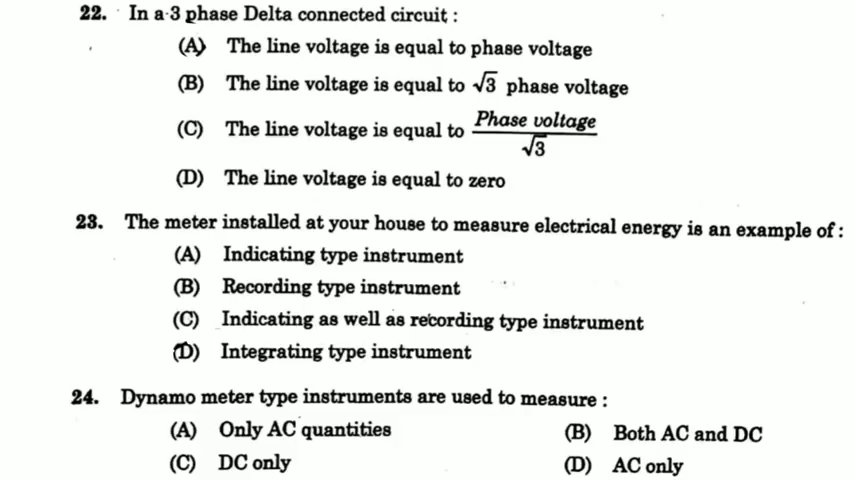 22. In a 3 phase Delta connected circuit :
(A) The line voltage is equal to phase voltage
(B) The line voltage is equal to √3 phase voltage
(C) The line voltage is equal to Phase voltage / √3
(D) The line voltage is equal to zero
23. The meter installed at your house to measure electrical energy is an example of :
(A) Indicating type instrument
(B) Recording type instrument
(C) Indicating as well as recording type instrument
(D) Integrating type instrument
24. Dynamo meter type instruments are used to measure :
(A) Only AC quantities (B) Both AC and DC
(C) DC only (D) AC only